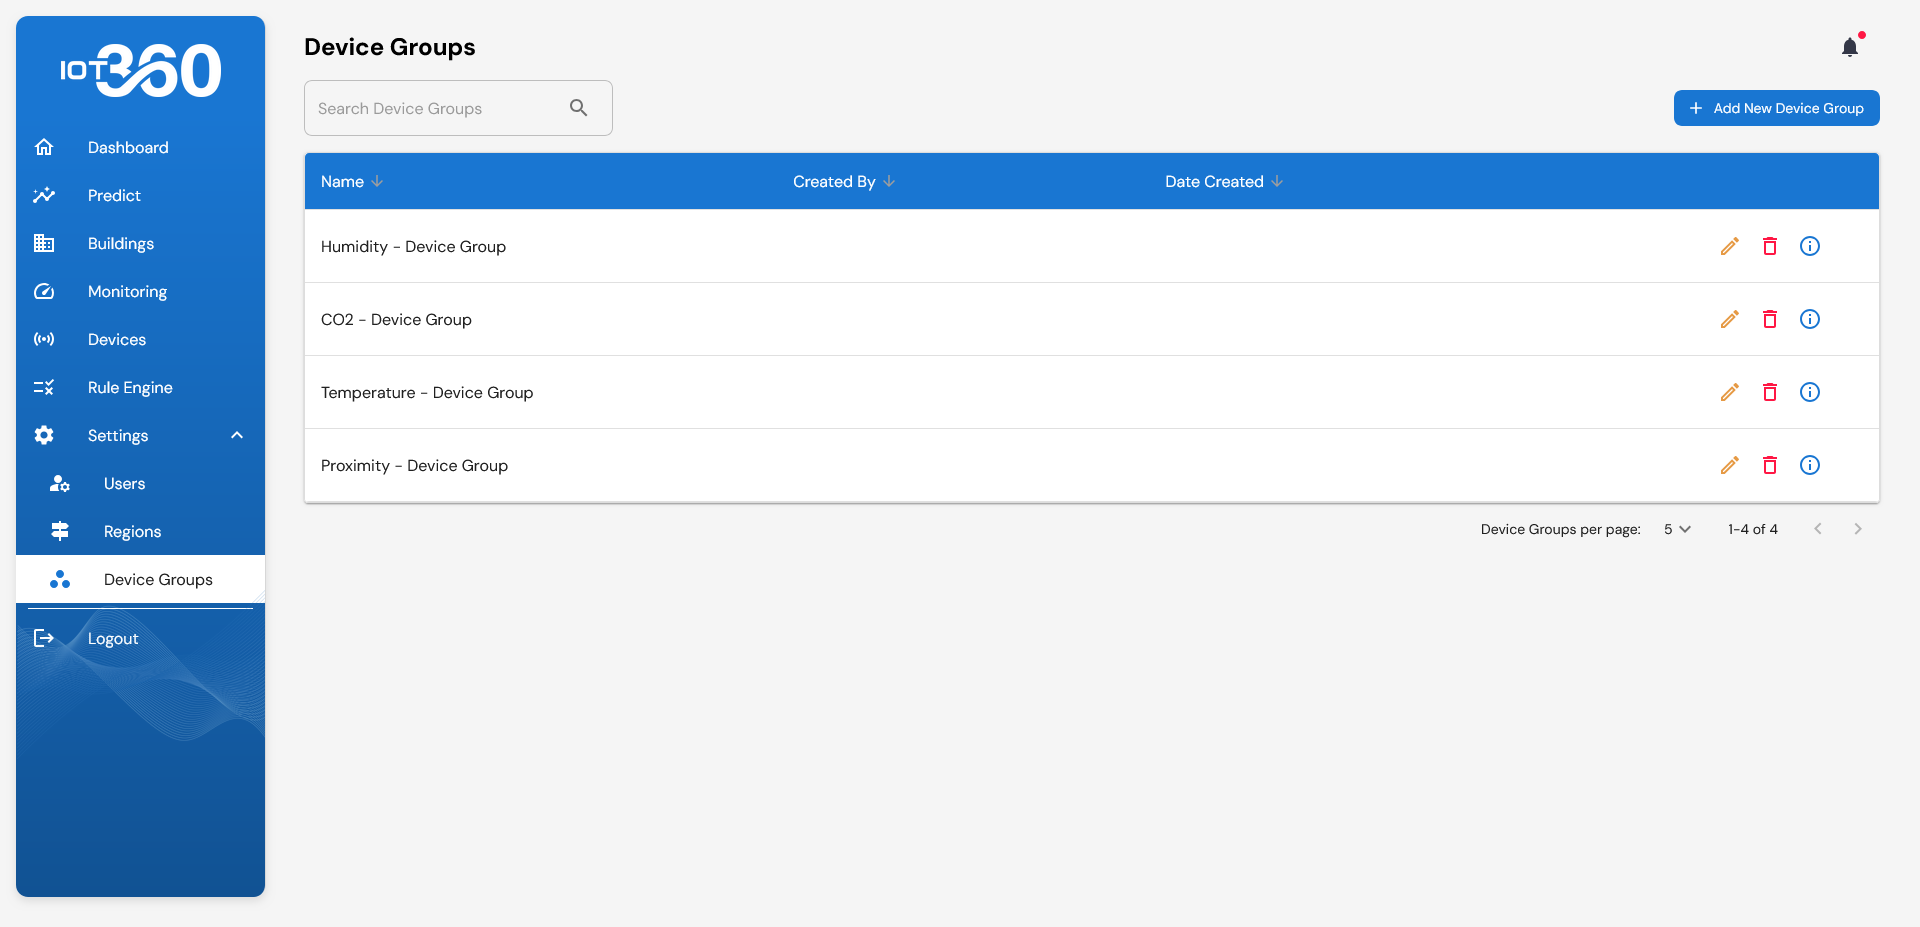 IOT360
Dashboard
Predict
Buildings
Monitoring
Devices
Rule Engine
Settings
Users
Regions
Device Groups
Logout
Device Groups
Search Device Groups
Add New Device Group
Name Created By Date Created
Humidity - Device Group
CO2 - Device Group
Temperature - Device Group
Proximity - Device Group
Device Groups per page: 5 1-4 of 4